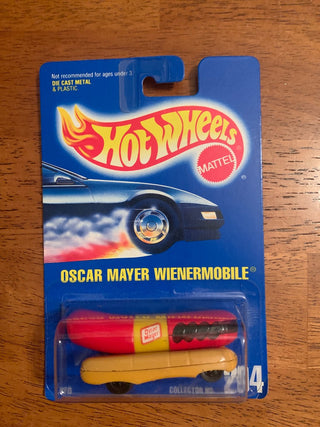 Not recommended for ages under 3.
DIE CAST METAL
& PLASTIC
HOT WHEELS
MATTEL
®
OSCAR MAYER WIENERMOBILE®
Oscar
Mayer
COLLECTOR NO.
204